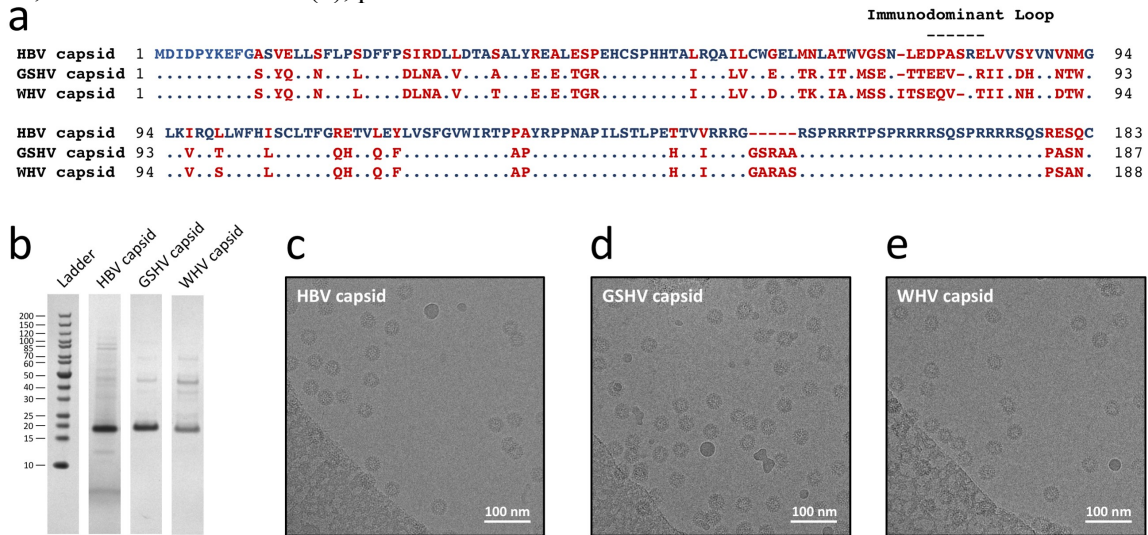 Immunodominant Loop
a
HBV capsid 1 MDIDPYKEFGASVELLSFLPSDFFPSIRDLLDTASALYREALESPEHCSPHHTALRQAILCWGELMNLATWVGSN-LEDPASRELVVSYVNVNMG 94
GSHV capsid 1 ..........S.YQ..N...L....DLNA.V...A...E.E.TGR.........I...LV..E..TR.IT.MSE.-TTEEV-.RII.DH..NTW. 93
WHV capsid 1 ..........S.YQ..N...L....DLNA.V...A...E.E.TGR.........I...LV..D..TK.IA.MSS.ITSEQV-.TII.NH..DTW. 94
HBV capsid 94 LKIRQLLWFHISCLTFGRETVLEYLVSFGVWIRTPPAYRPPNAPILSTLPETTVVRRRG-----RSPRRRTPSPRRRRSQSPRRRRSQSRESQC 183
GSHV capsid 93 ..V..T....L......QH..Q.F...........AP..............H..I....GSRAA.........................PASN. 187
WHV capsid 94 ..V..S....L......QH..Q.F...........AP..............H..I....GARAS.........................PSAN. 188
b
Ladder
HBV capsid
GSHV capsid
WHV capsid
200
150
120
100
85
70
60
50
40
30
25
20
15
10
c
HBV capsid
100 nm
d
GSHV capsid
100 nm
e
WHV capsid
100 nm